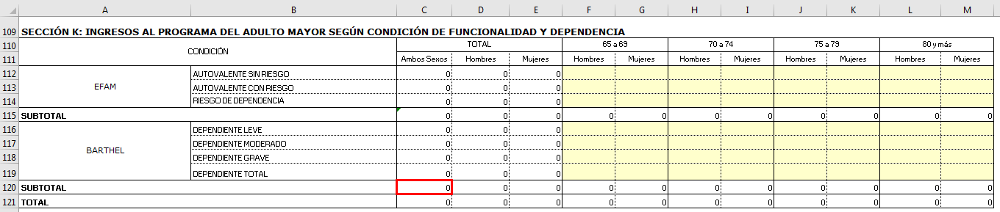 A B C D E F G H I J K L M
109 SECCIÓN K: INGRESOS AL PROGRAMA DEL ADULTO MAYOR SEGÚN CONDICIÓN DE FUNCIONALIDAD Y DEPENDENCIA
110 CONDICIÓN TOTAL 65 a 69 70 a 74 75 a 79 80 y más
111 Ambos Sexos Hombres Mujeres Hombres Mujeres Hombres Mujeres Hombres Mujeres Hombres Mujeres
112 AUTOVALENTE SIN RIESGO 0 0 0
113 EFAM AUTOVALENTE CON RIESGO 0 0 0
114 RIESGO DE DEPENDENCIA 0 0 0
115 SUBTOTAL 0 0 0 0 0 0 0 0 0 0 0
116 DEPENDIENTE LEVE 0 0 0
117 BARTHEL DEPENDIENTE MODERADO 0 0 0
118 DEPENDIENTE GRAVE 0 0 0
119 DEPENDIENTE TOTAL 0 0 0
120 SUBTOTAL 0 0 0 0 0 0 0 0 0 0 0
121 TOTAL 0 0 0 0 0 0 0 0 0 0 0